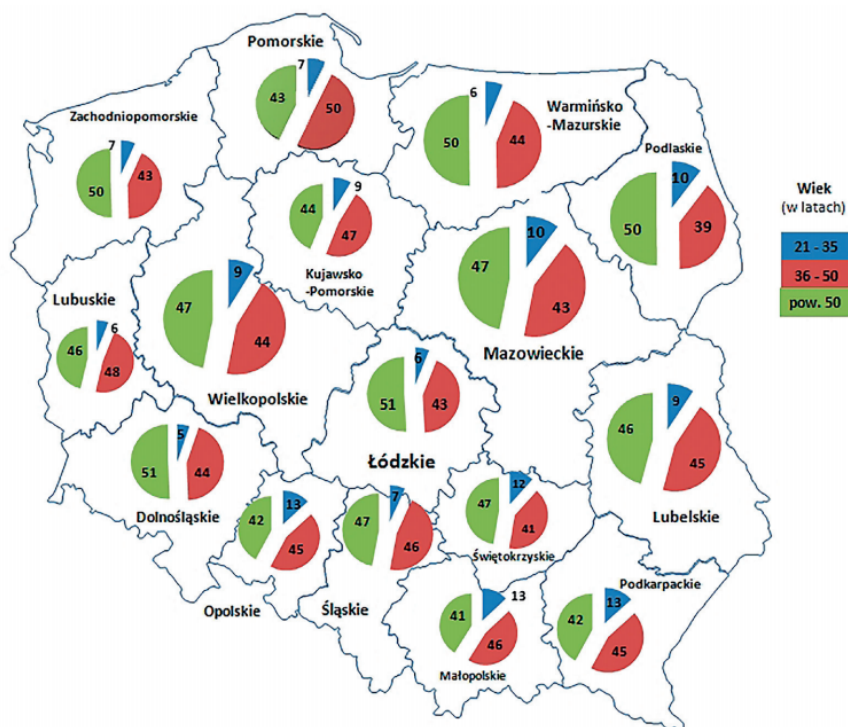 Pomorskie
7
43
50
Zachodniopomorskie
7
50
43
6
50
44
Warmińsko
-Mazurskie
Podlaskie
10
50
39
Wiek
(w latach)
21 - 35
36 - 50
pow. 50
9
44
47
Kujawsko
-Pomorskie
10
47
43
Mazowieckie
Lubuskie
6
46
48
9
47
44
Wielkopolskie
6
51
43
Łódzkie
9
46
45
Lubelskie
5
51
44
Dolnośląskie
13
42
45
Opolskie
7
47
46
Śląskie
12
47
41
Świętokrzyskie
13
41
46
Małopolskie
Podkarpackie
13
42
45